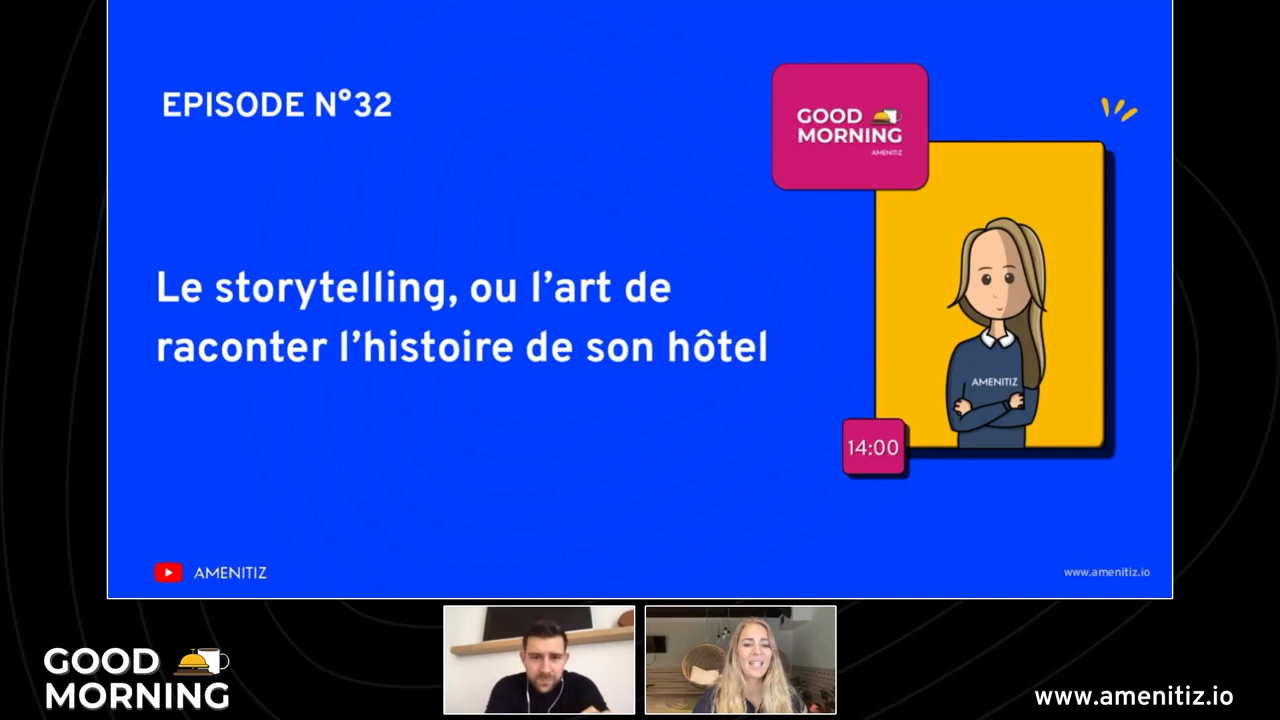 EPISODE N°32
GOOD
MORNING
AMENITIZ
Le storytelling, ou l’art de
raconter l’histoire de son hôtel
AMENITIZ
14:00
AMENITIZ
www.amenitiz.io
GOOD
MORNING
www.amenitiz.io